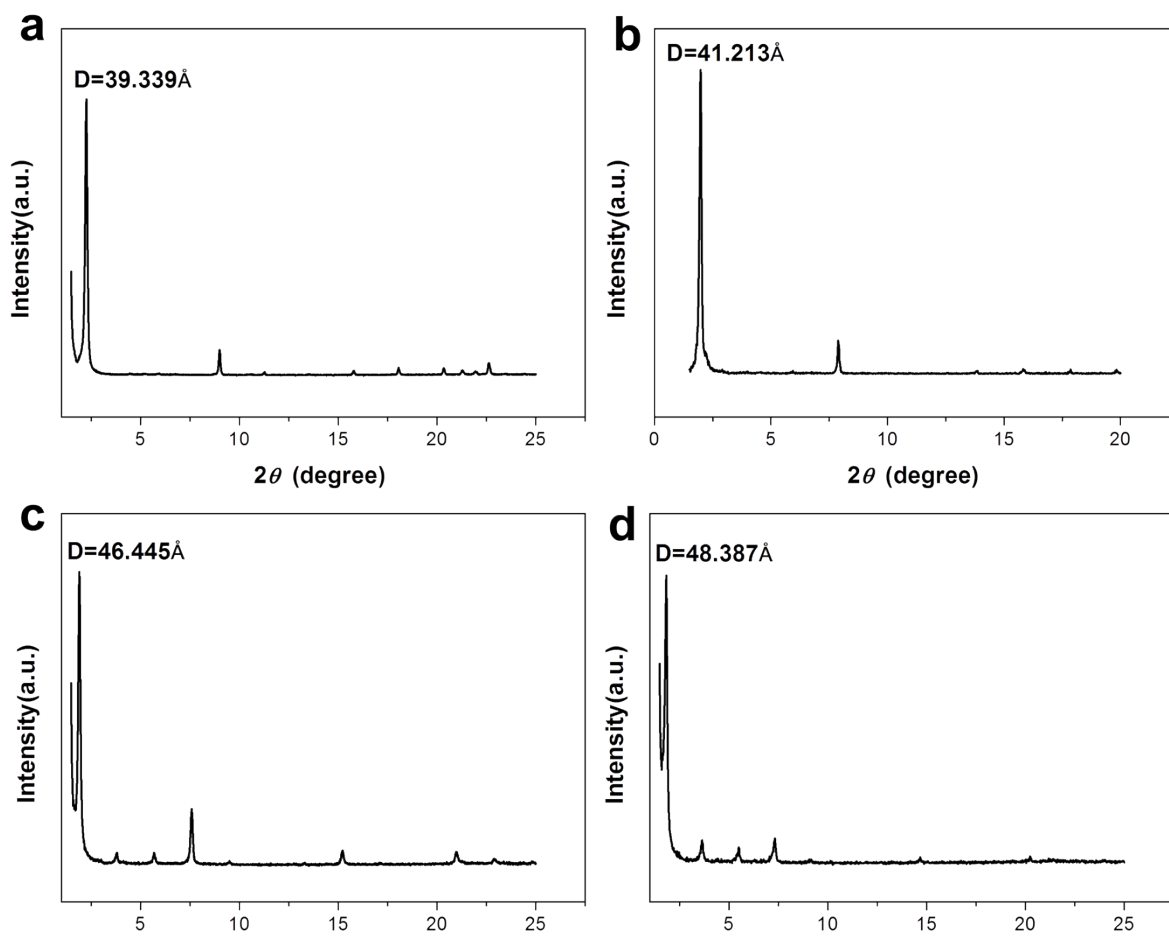 a
D=39.339Å
Intensity(a.u.)
5 10 15 20 25
2θ (degree)
b
D=41.213Å
Intensity(a.u.)
0 5 10 15 20
2θ (degree)
c
D=46.445Å
Intensity(a.u.)
5 10 15 20 25
d
D=48.387Å
Intensity(a.u.)
5 10 15 20 25